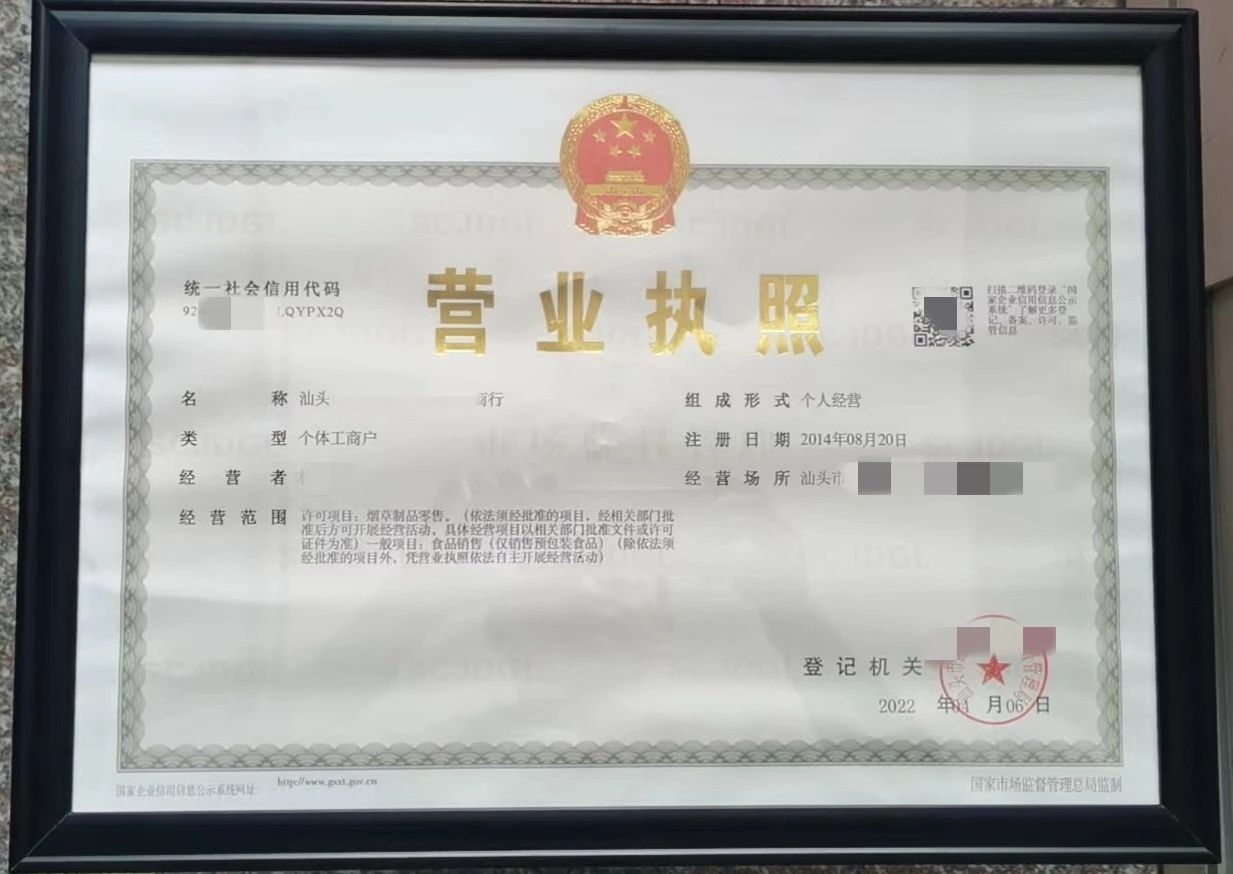 统一社会信用代码
92 LQYPX2Q
营业执照
扫描二维码登录“国
家企业信用信息公示
系统”了解更多登
记、备案、许可、监
管信息
名称 汕头 商行
组成形式 个人经营
类型 个体工商户
注册日期 2014年08月20日
经营者
经营场所 汕头市
经营范围 许可项目：烟草制品零售。（依法须经批准的项目，经相关部门批
准后方可开展经营活动，具体经营项目以相关部门批准文件或许可
证件为准）一般项目：食品销售（仅销售预包装食品）（除依法须
经批准的项目外，凭营业执照依法自主开展经营活动）
登记机关
2022 年04 月06 日
国家企业信用信息公示系统网址： http://www.gsxt.gov.cn
国家市场监督管理总局监制